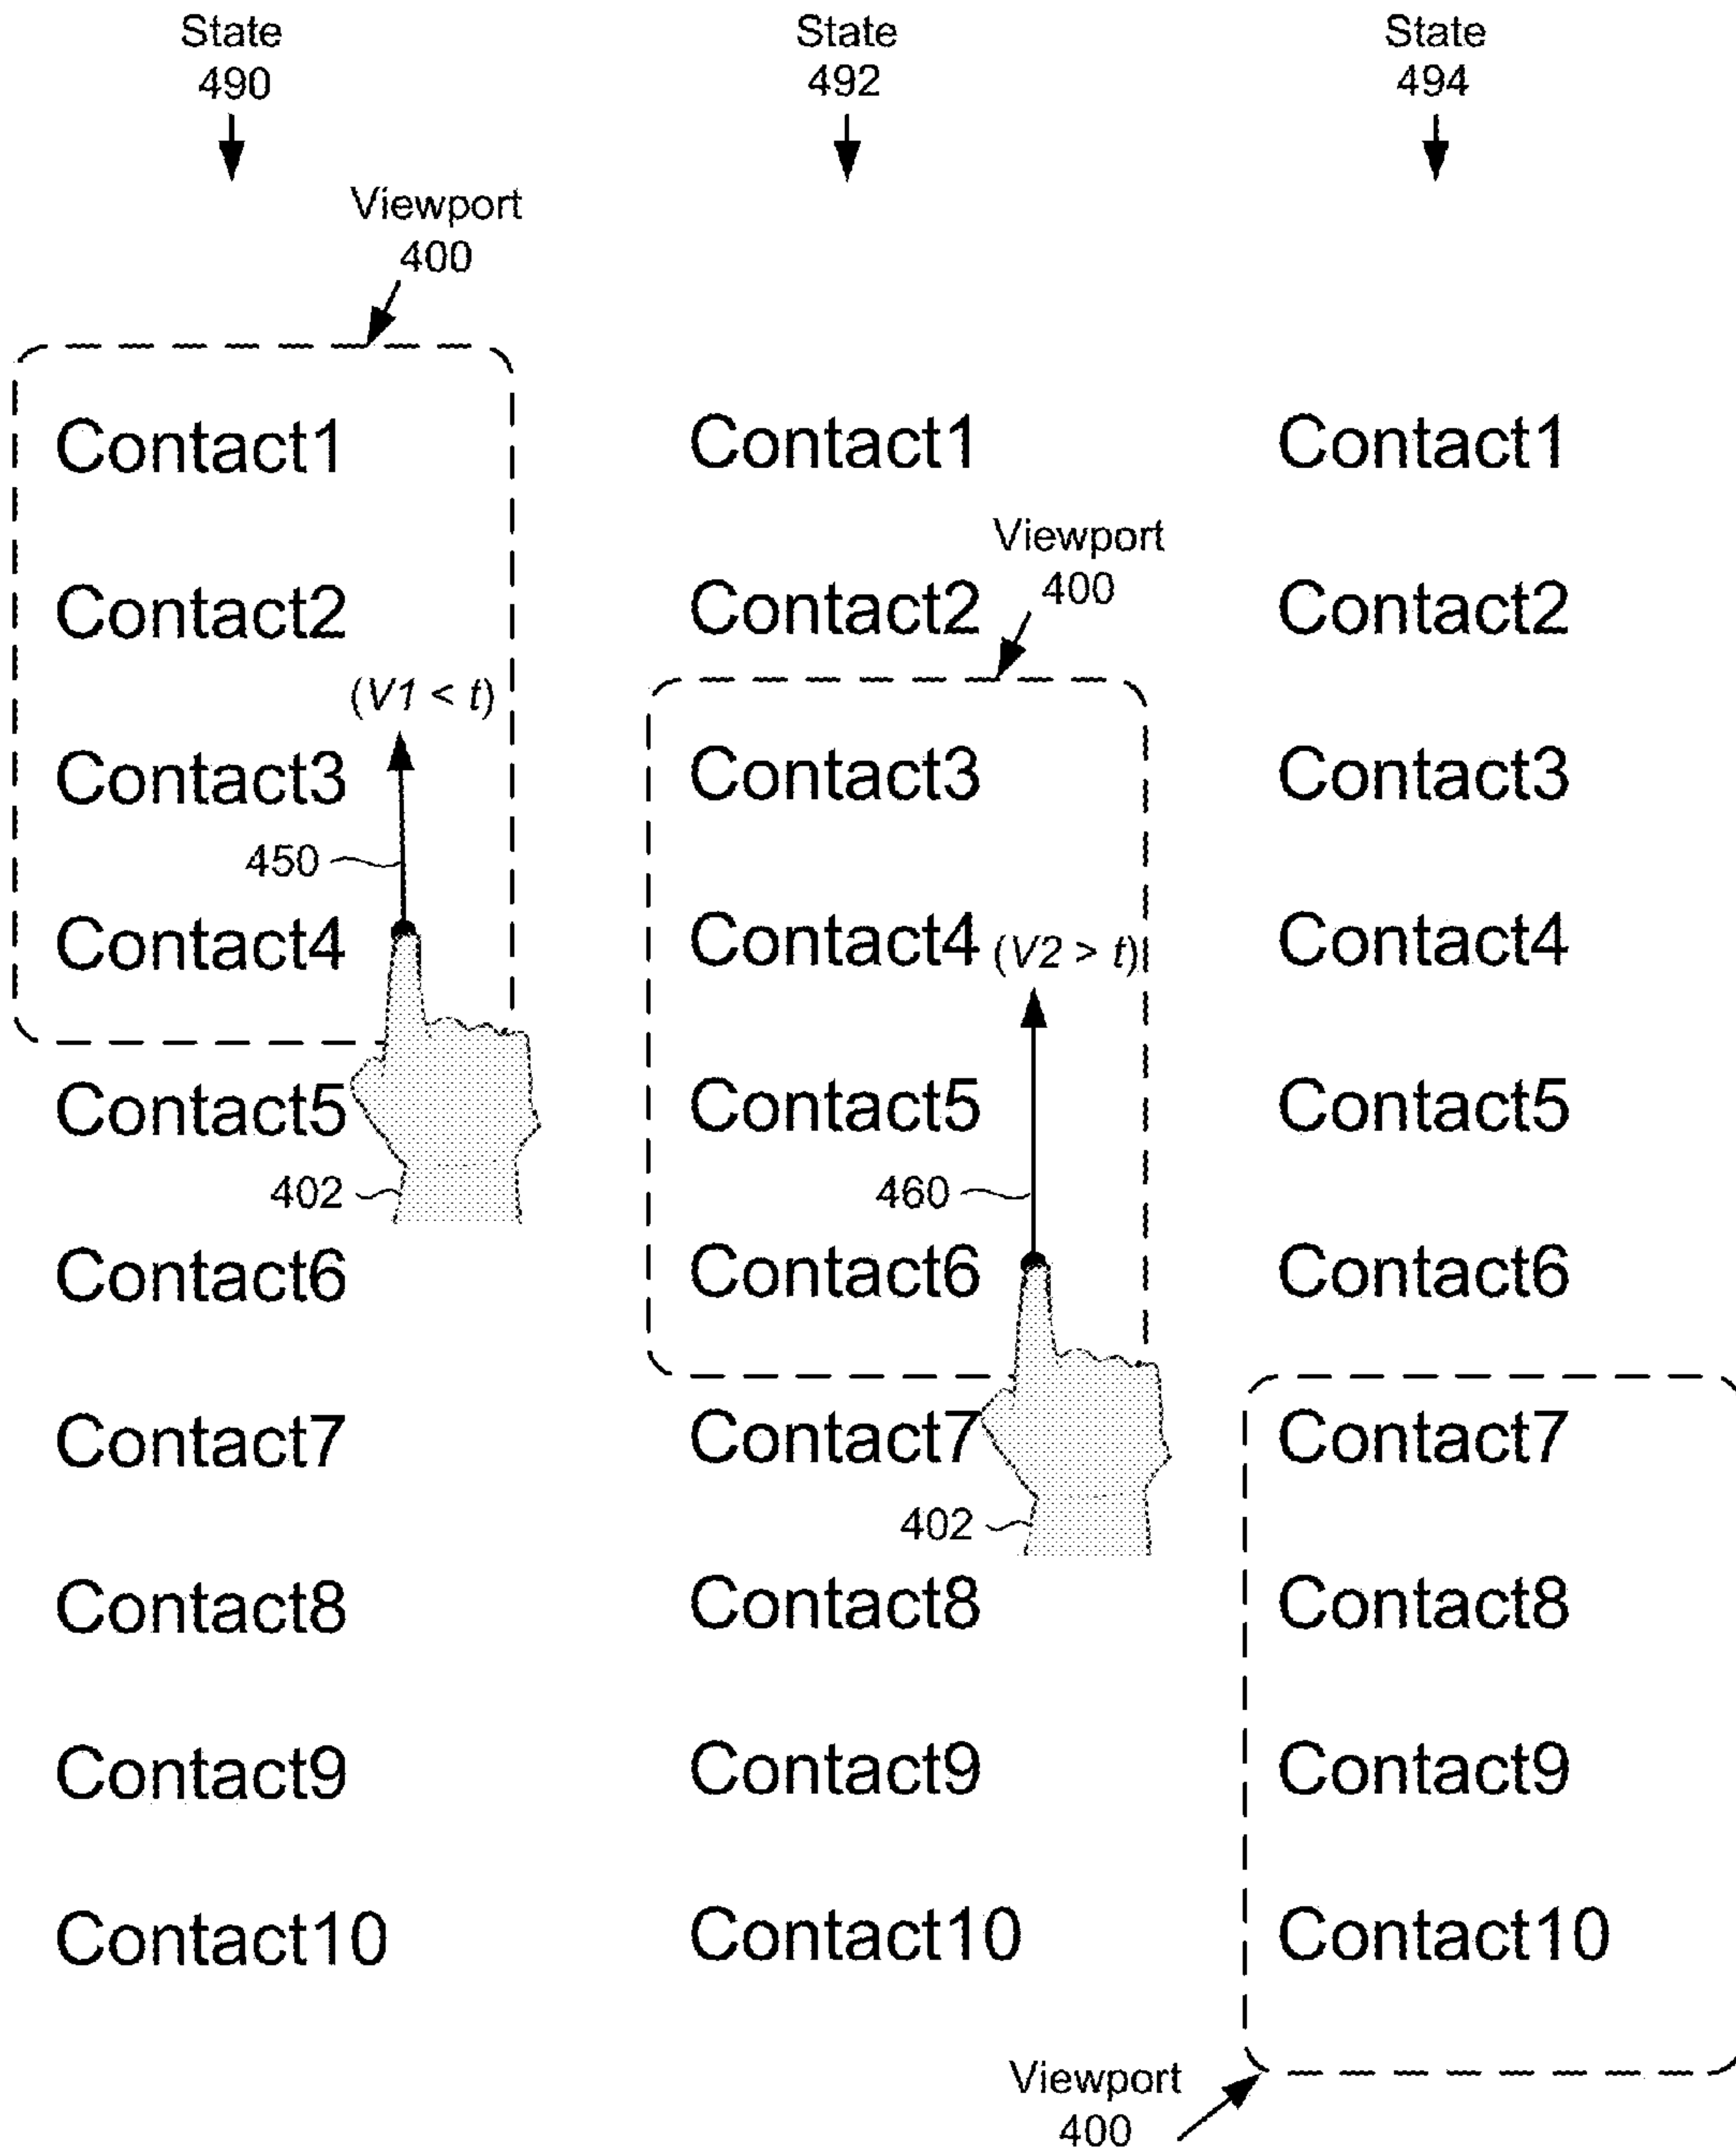 State
490
State
492
State
494
Viewport
400
Contact1
Contact2
(V1 < t)
Contact3
450
Contact4
Contact5
402
Contact6
Contact7
Contact8
Contact9
Contact10
Contact1
Viewport
400
Contact2
Contact3
Contact4
(V2 > t)
Contact5
460
Contact6
Contact7
402
Contact8
Contact9
Contact10
Contact1
Contact2
Contact3
Contact4
Contact5
Contact6
Contact7
Contact8
Contact9
Contact10
Viewport
400